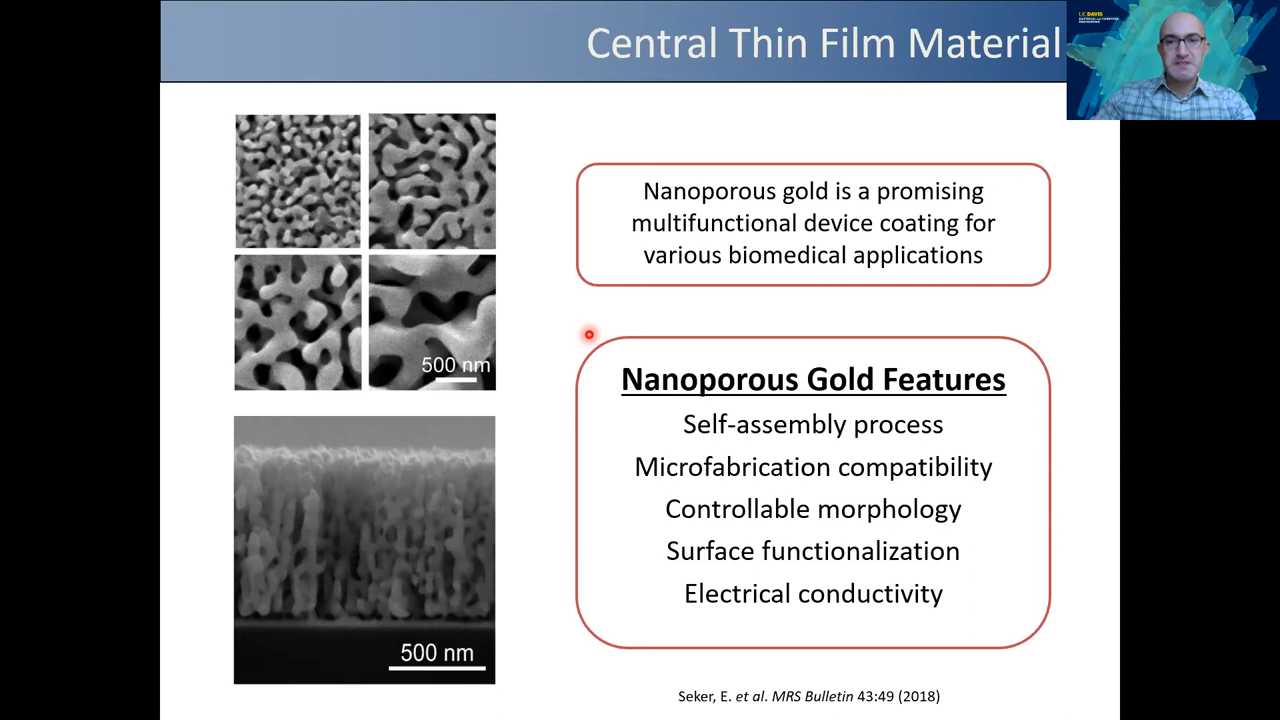 Central Thin Film Material
UCDAVIS
Nanoporous gold is a promising
multifunctional device coating for
various biomedical applications
500 nm
Nanoporous Gold Features
Self-assembly process
Microfabrication compatibility
Controllable morphology
Surface functionalization
Electrical conductivity
500 nm
Seker, E. et al. MRS Bulletin 43:49 (2018)